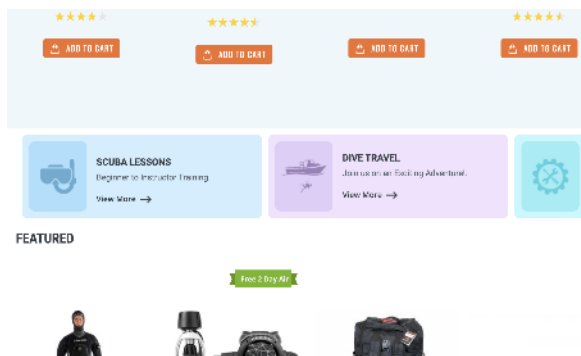 ADD TO CART
ADD TO CART
ADD TO CART
ADD TO CART
SCUBA LESSONS
Beginner to Instructor Training
View More →
DIVE TRAVEL
Join us on an Exciting Adventure!.
View More →
FEATURED
Free 2 Day Air